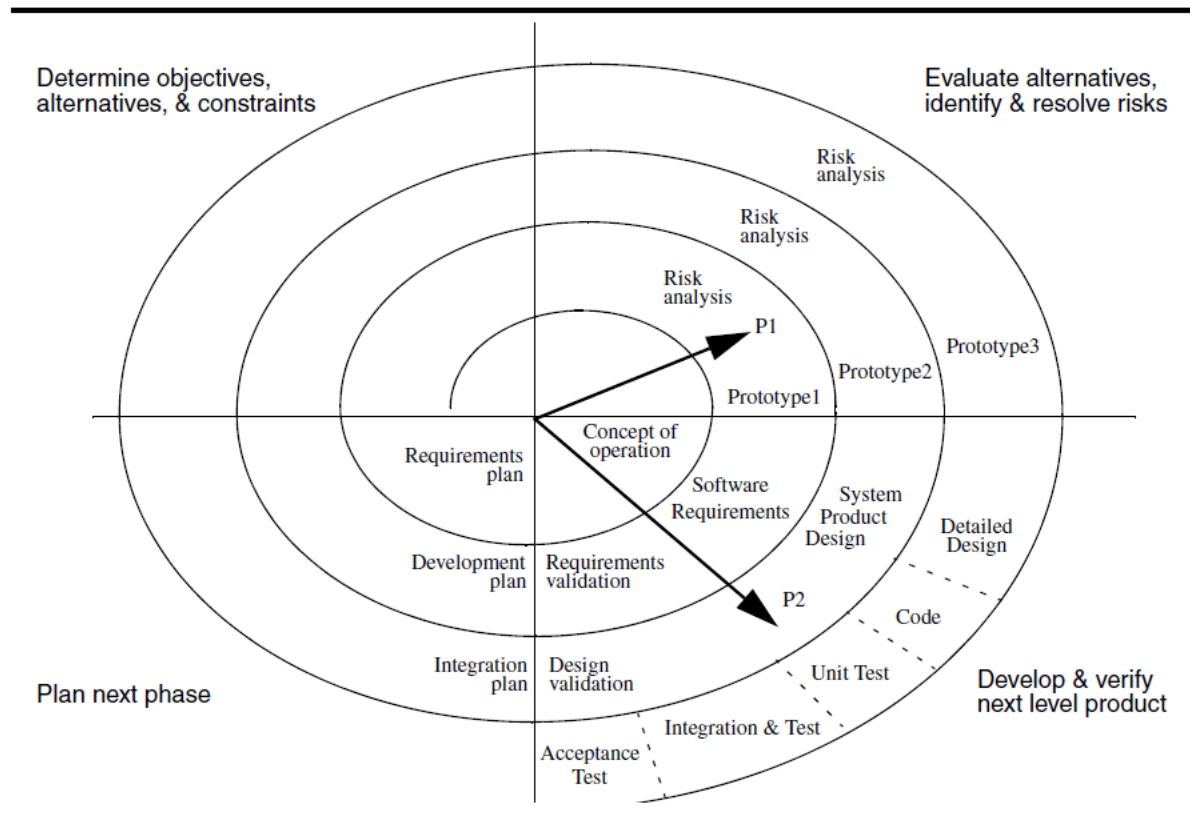 Determine objectives,
alternatives, & constraints
Evaluate alternatives,
identify & resolve risks
Risk
analysis
Risk
analysis
Risk
analysis
P1
Prototype1
Prototype2
Prototype3
Concept of
operation
Requirements
plan
Software
Requirements
System
Product
Design
Detailed
Design
Development
plan
Requirements
validation
P2
Code
Integration
plan
Design
validation
Unit Test
Plan next phase
Develop & verify
next level product
Integration & Test
Acceptance
Test